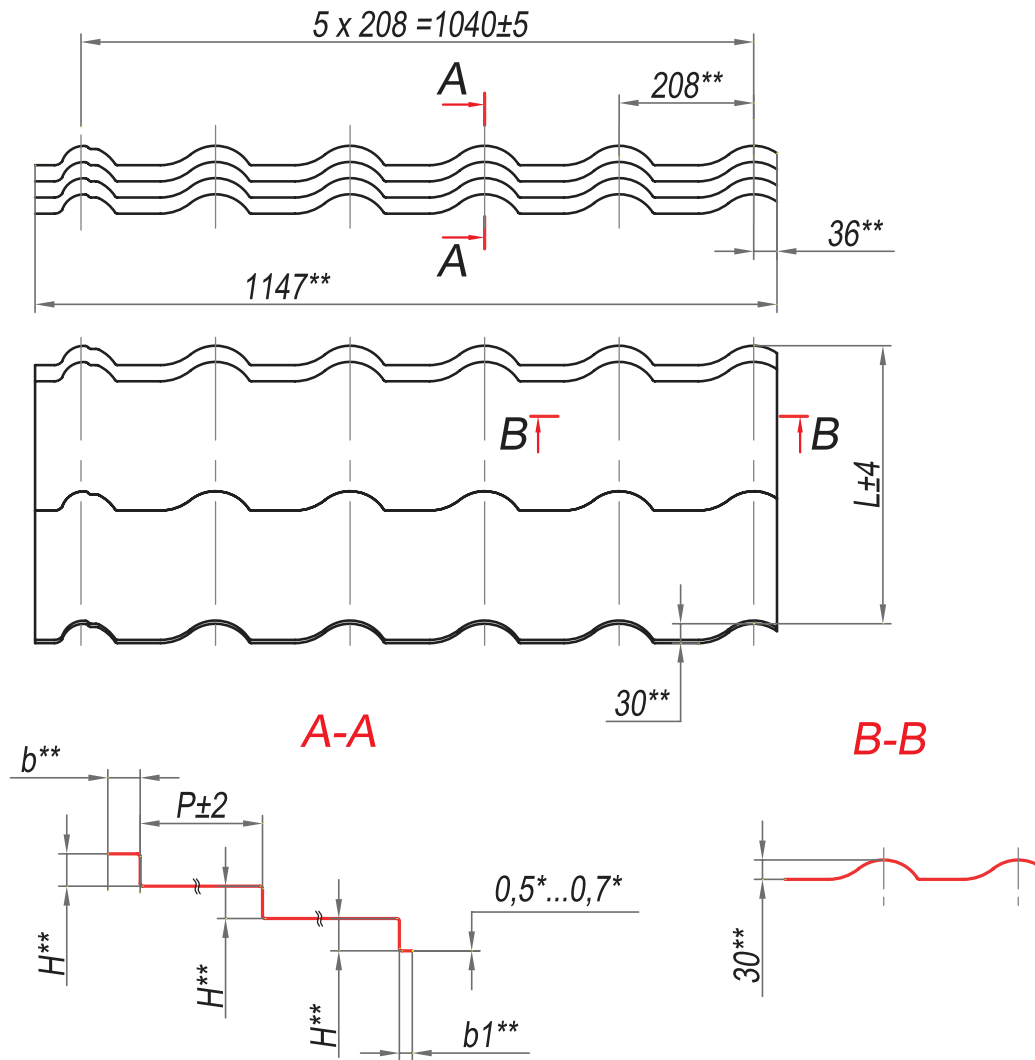 5 x 208 =1040±5
A
208**
A
36**
1147**
B
B
L±4
30**
A-A
B-B
b**
P±2
0,5*...0,7*
H**
H**
H**
b1**
30**